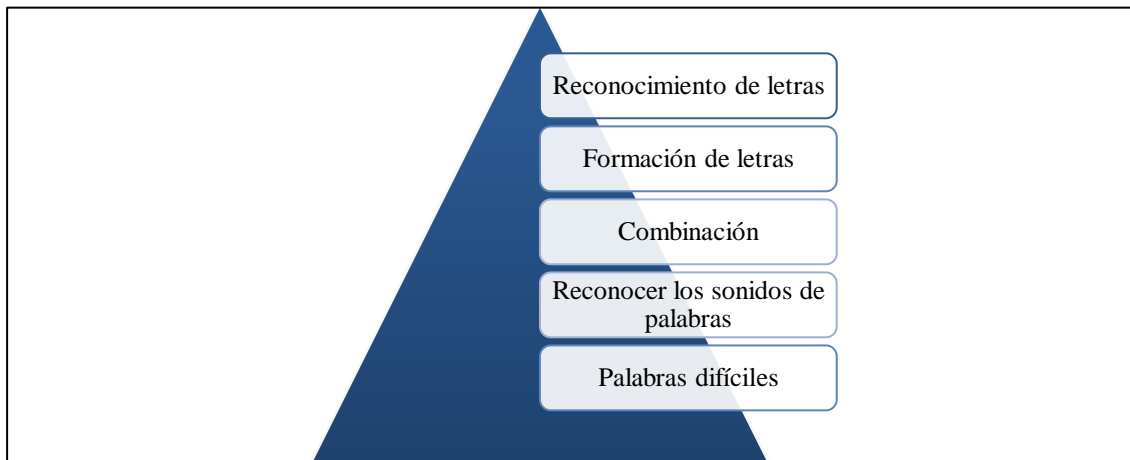 Reconocimiento de letras
Formación de letras
Combinación
Reconocer los sonidos de
palabras
Palabras difíciles